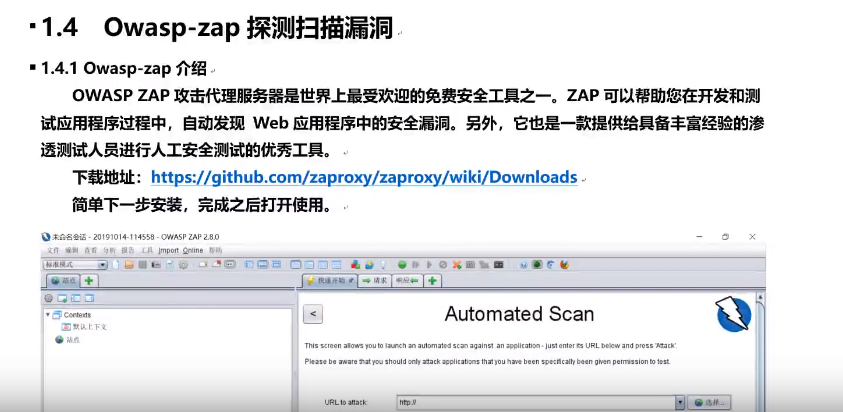 1.4 Owasp-zap 探测扫描漏洞
1.4.1 Owasp-zap 介绍
OWASP ZAP 攻击代理服务器是世界上最受欢迎的免费安全工具之一。ZAP 可以帮助您在开发和测
试应用程序过程中，自动发现 Web 应用程序中的安全漏洞。另外，它也是一款提供给具备丰富经验的渗
透测试人员进行人工安全测试的优秀工具。
下载地址：https://github.com/zaproxy/zaproxy/wiki/Downloads
简单下一步安装，完成之后打开使用。
未命名会话 - 20191014-114558 - OWASP ZAP 2.8.0
文件 编辑 查看 分析 报告 工具 Import Online 帮助
标准模式
站点 快速开始 请求 响应
Contexts
默认上下文
站点
<
Automated Scan
This screen allows you to launch an automated scan against an application - just enter its URL below and press 'Attack'.
Please be aware that you should only attack applications that you have been specifically been given permission to test.
URL to attack: http:// 选择...